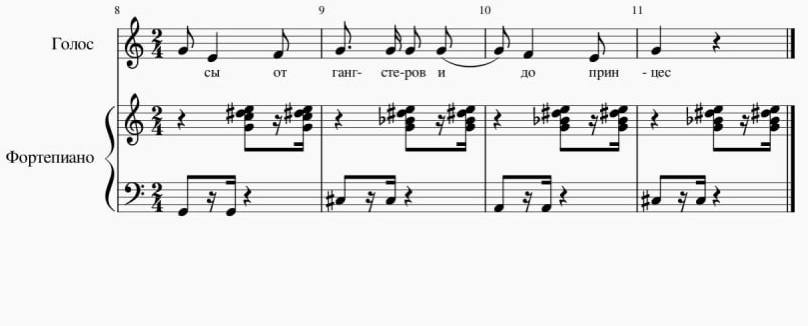 8 9 10 11
Голос
сы от ганг- сте-ров и до прин - цес
Фортепиано